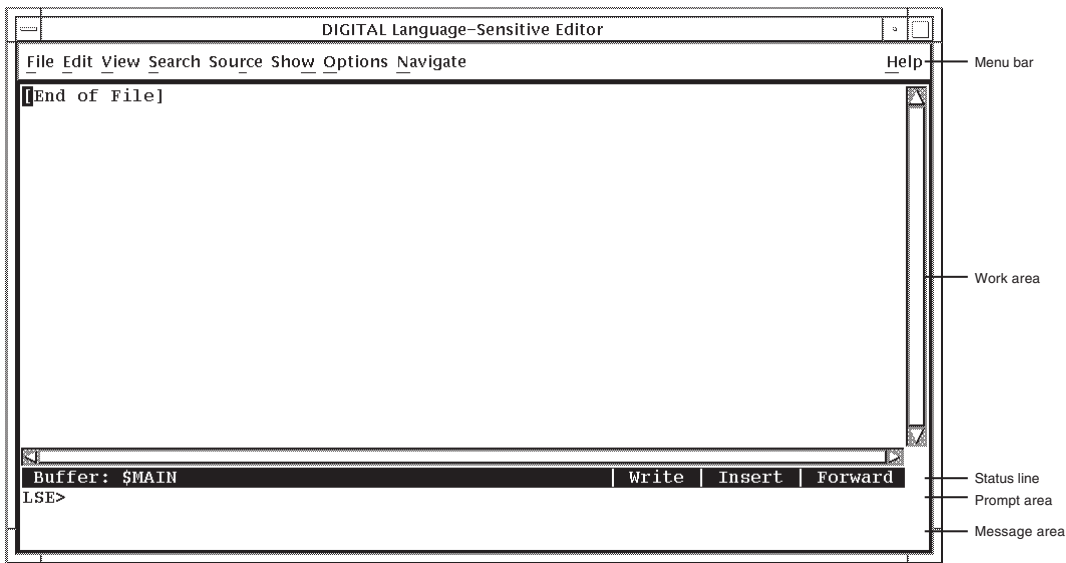 DIGITAL Language-Sensitive Editor
File Edit View Search Source Show Options Navigate Help
Menu bar
[End of File]
Work area
Buffer: $MAIN | Write | Insert | Forward
Status line
LSE>
Prompt area
Message area